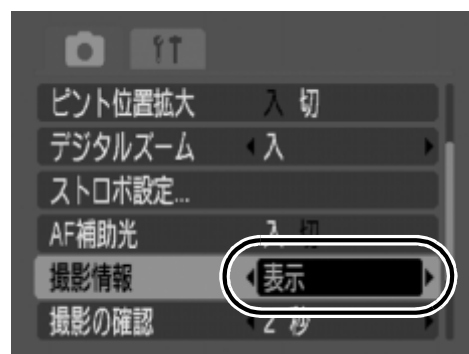 ピント位置拡大 入 切
デジタルズーム 入
ストロボ設定...
AF補助光 入 切
撮影情報 表示
撮影の確認 2 秒